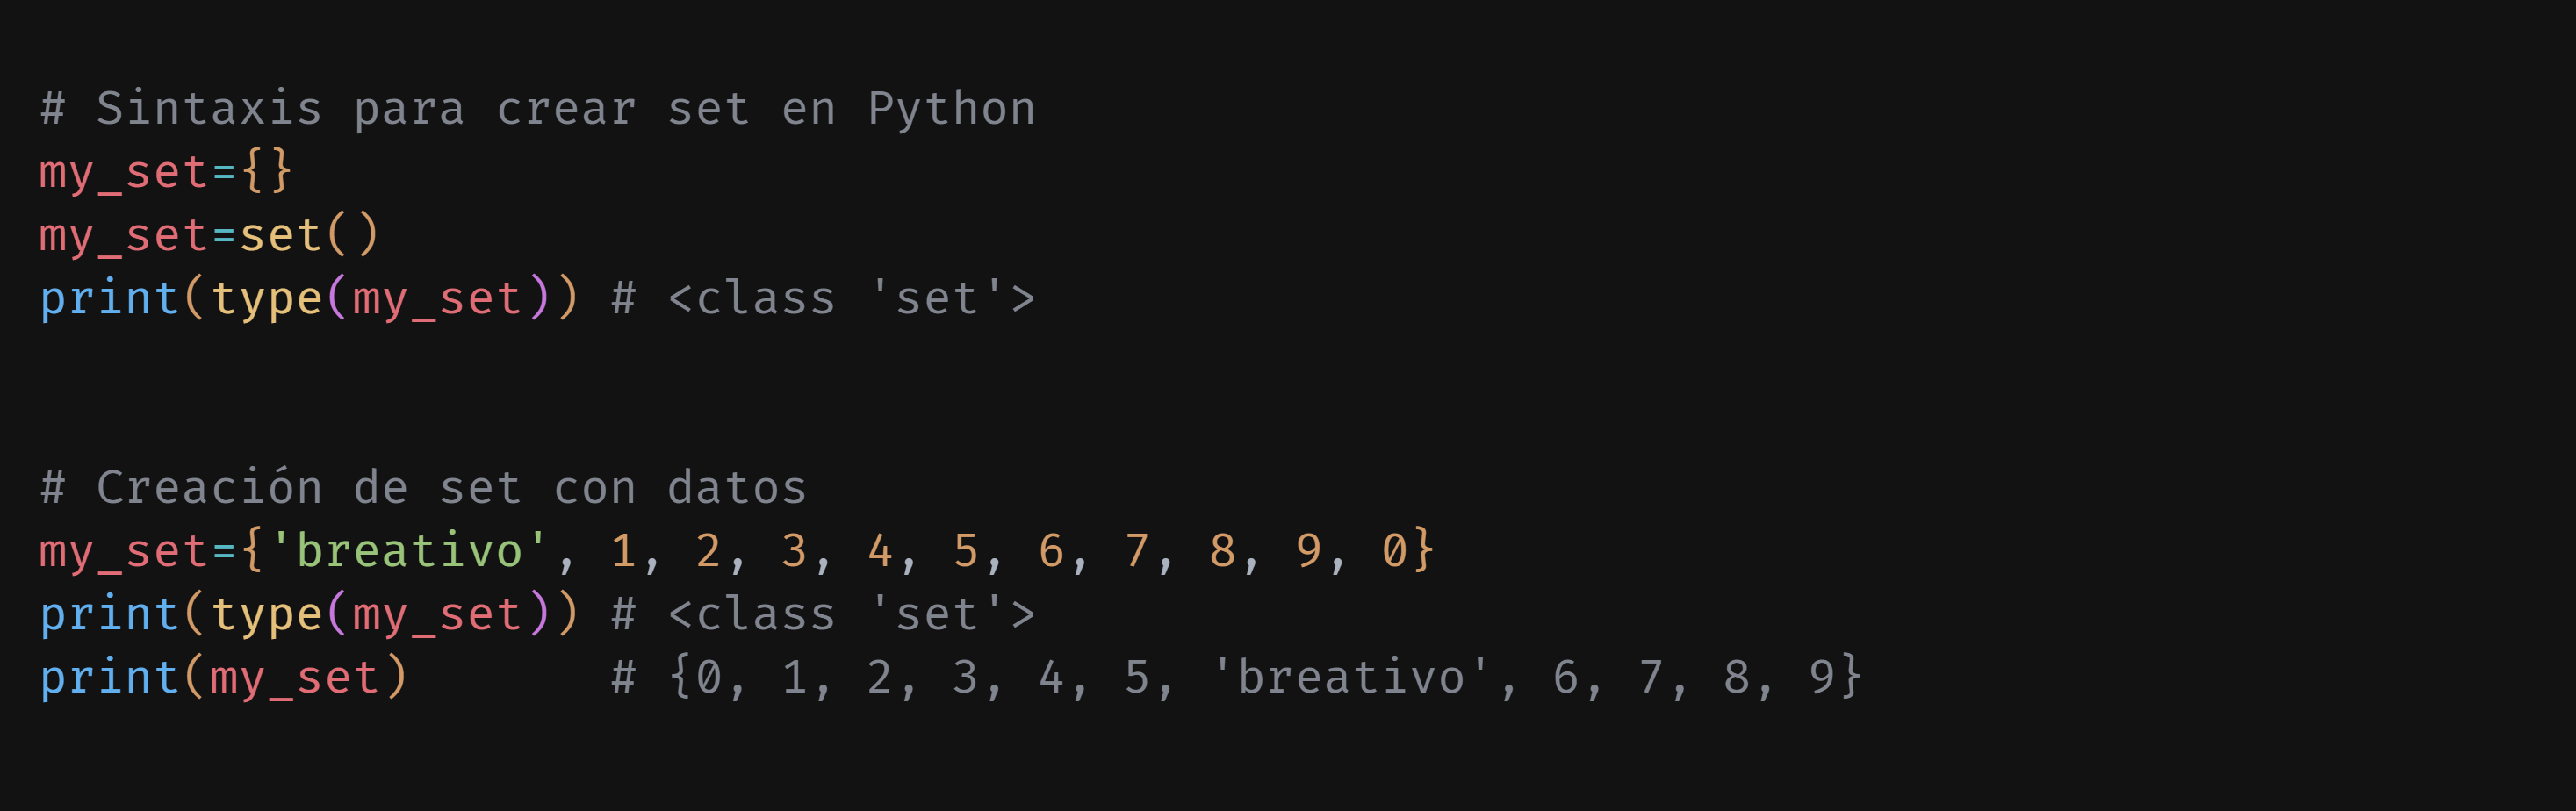 # Sintaxis para crear set en Python
my_set={}
my_set=set()
print(type(my_set)) # <class 'set'>
# Creación de set con datos
my_set={'breativo', 1, 2, 3, 4, 5, 6, 7, 8, 9, 0}
print(type(my_set)) # <class 'set'>
print(my_set)       # {0, 1, 2, 3, 4, 5, 'breativo', 6, 7, 8, 9}